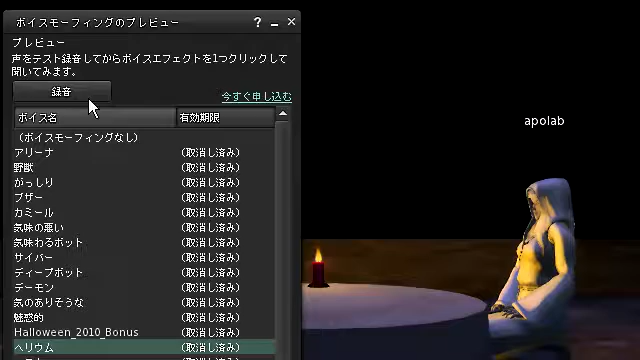 ボイスモーフィングのプレビュー
プレビュー
声をテスト録音してからボイスエフェクトを1つクリックして
聞いてみます。
録音
今すぐ申し込む
ボイス名 有効期限
(ボイスモーフィングなし)
アリーナ (取消し済み)
野獣 (取消し済み)
がっしり (取消し済み)
ブザー (取消し済み)
カミール (取消し済み)
気味の悪い (取消し済み)
気味わるボット (取消し済み)
サイバー (取消し済み)
ディープボット (取消し済み)
デーモン (取消し済み)
気のありそうな (取消し済み)
魅惑的 (取消し済み)
Halloween_2010_Bonus (取消し済み)
ヘリウム (取消し済み)
apolab